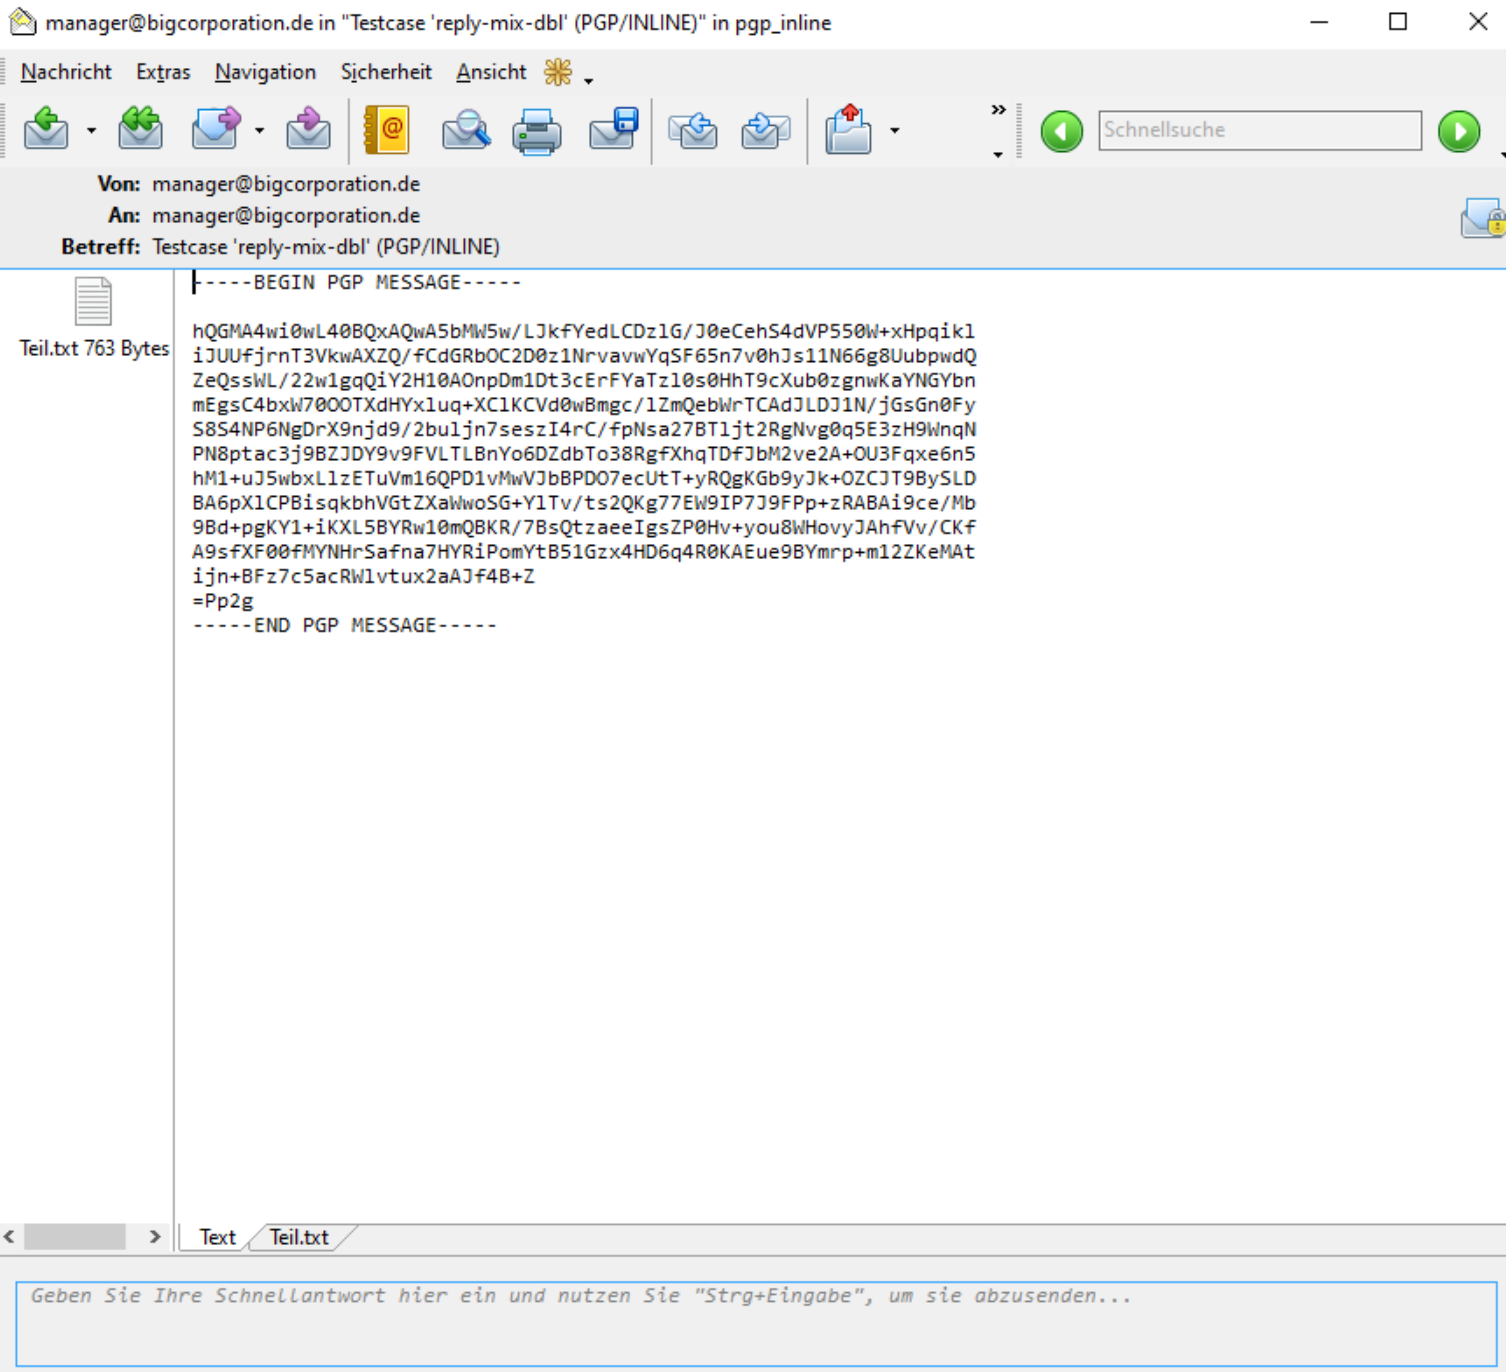 manager@bigcorporation.de in "Testcase 'reply-mix-dbl' (PGP/INLINE)" in pgp_inline
Nachricht Extras Navigation Sicherheit Ansicht
Schnellsuche
Von: manager@bigcorporation.de
An: manager@bigcorporation.de
Betreff: Testcase 'reply-mix-dbl' (PGP/INLINE)
Teil.txt 763 Bytes
-----BEGIN PGP MESSAGE-----
hQGMA4wi0wL40BQxAQwA5bMW5w/LJkfYedLCDzlG/J0eCehS4dVP550W+xHpqikl
iJUUfjrnT3VkwAXZQ/fCdGRbOC2D0z1NrvavwYqSF65n7v0hJs11N66g8UubpwdQ
ZeQssWL/22w1gqQiY2H10AOnpDm1Dt3cErFYaTzl0s0HhT9cXub0zgnwKaYNGYbn
mEgsC4bxW70OOTXdHYxluq+XClKCVd0wBmgc/lZmQebWrTCAdJLDJ1N/jGsGn0Fy
S8S4NP6NgDrX9njd9/2buljn7seszI4rC/fpNsa27BTljt2RgNvg0q5E3zH9WnqN
PN8ptac3j9BZJDY9v9FVLTLBnYo6DZdbTo38RgfXhqTDfJbM2ve2A+OU3Fqxe6n5
hM1+uJ5wbxLlzETuVm16QPD1vMwVJbBPDO7ecUtT+yRQgKGb9yJk+OZCJT9BySLD
BA6pXlCPBisqkbhVGtZXaWwoSG+YlTv/ts2QKg77EW9IP7J9FPp+zRABAi9ce/Mb
9Bd+pgKY1+iKXL5BYRw10mQBKR/7BsQtzaeeIgsZP0Hv+you8WHovyJAhfVv/CKf
A9sfXF00fMYNHrSafna7HYRiPomYtB51Gzx4HD6q4R0KAEue9BYmrp+m12ZKeMAt
ijn+BFz7c5acRWlvtux2aAJf4B+Z
=Pp2g
-----END PGP MESSAGE-----
Text Teil.txt
Geben Sie Ihre Schnellantwort hier ein und nutzen Sie "Strg+Eingabe", um sie abzusenden...